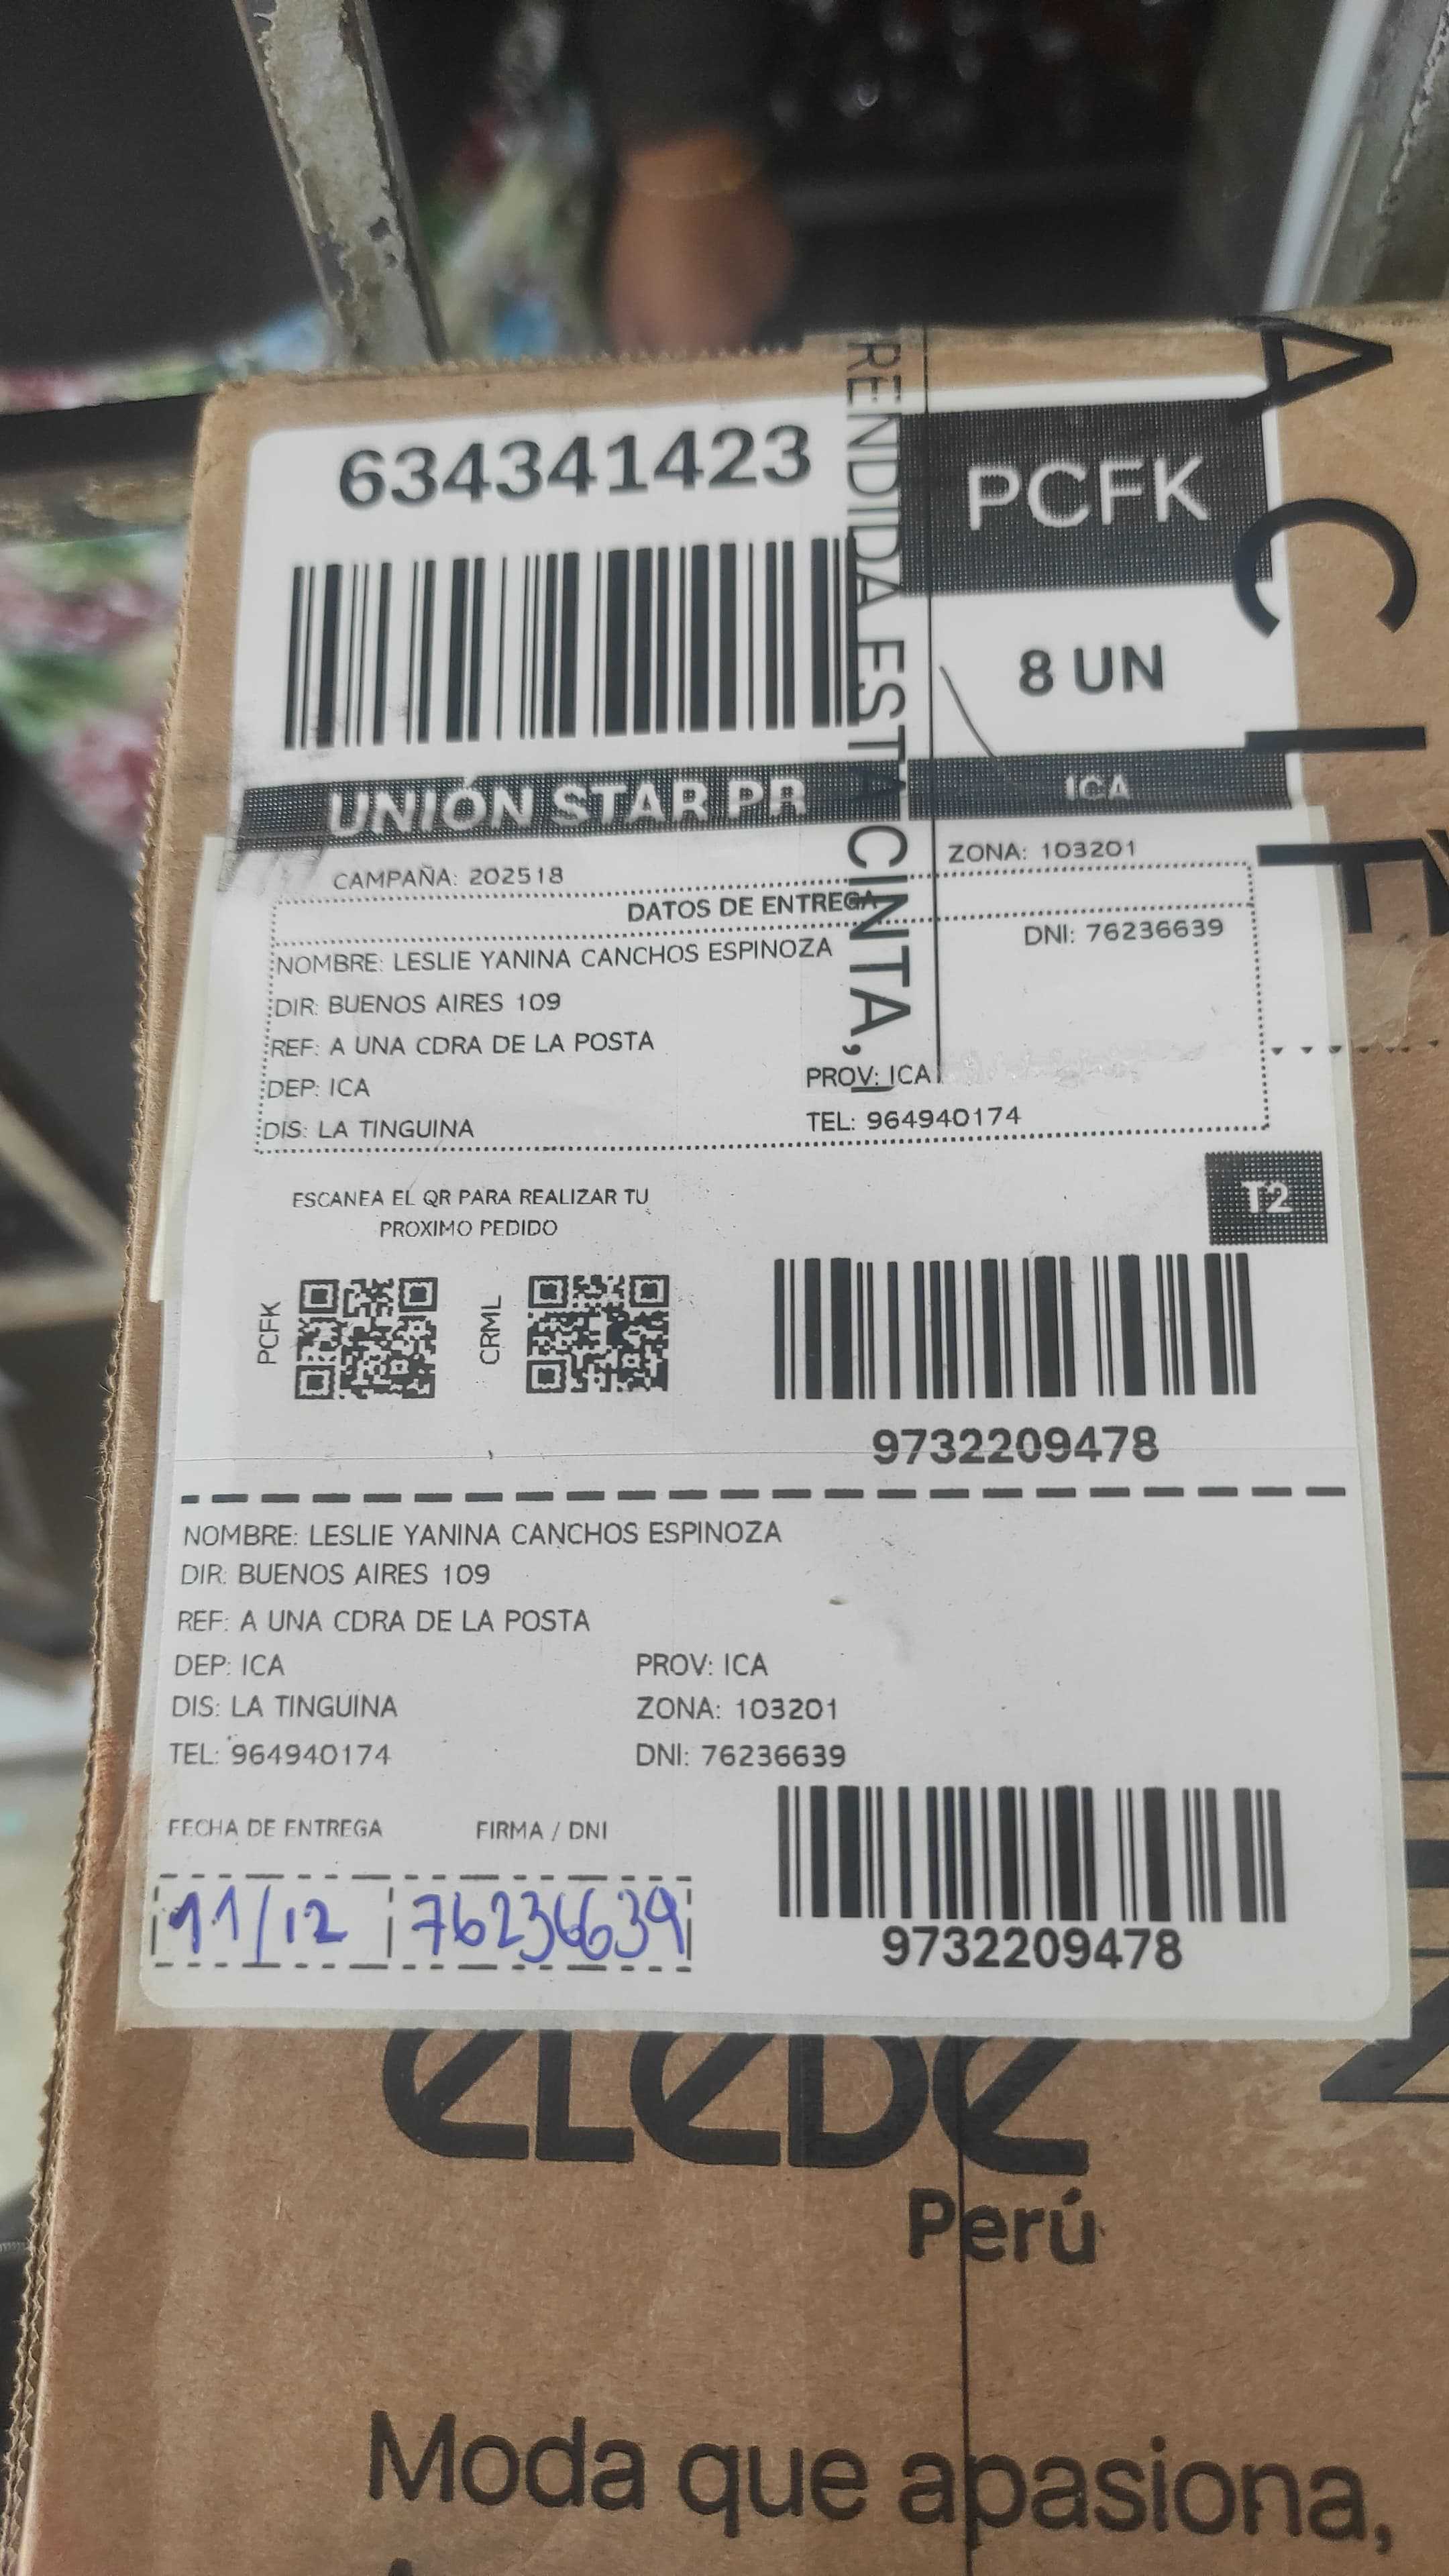 634341423
PCFK
8 UN
UNIÓN STAR PR
ICA
CAMPAÑA: 202518
ZONA: 103201
DATOS DE ENTREGA
NOMBRE: LESLIE YANINA CANCHOS ESPINOZA
DNI: 76236639
DIR: BUENOS AIRES 109
REF: A UNA CDRA DE LA POSTA
DEP: ICA
PROV: ICA
DIS: LA TINGUINA
TEL: 964940174
RENDIDA ESTA CINTA,
ESCANEA EL QR PARA REALIZAR TU
PROXIMO PEDIDO
T2
PCFK
CRML
9732209478
NOMBRE: LESLIE YANINA CANCHOS ESPINOZA
DIR: BUENOS AIRES 109
REF: A UNA CDRA DE LA POSTA
DEP: ICA
PROV: ICA
DIS: LA TINGUINA
ZONA: 103201
TEL: 964940174
DNI: 76236639
FECHA DE ENTREGA
FIRMA / DNI
11/12
76236639
9732209478
Perú
Moda que apasiona,